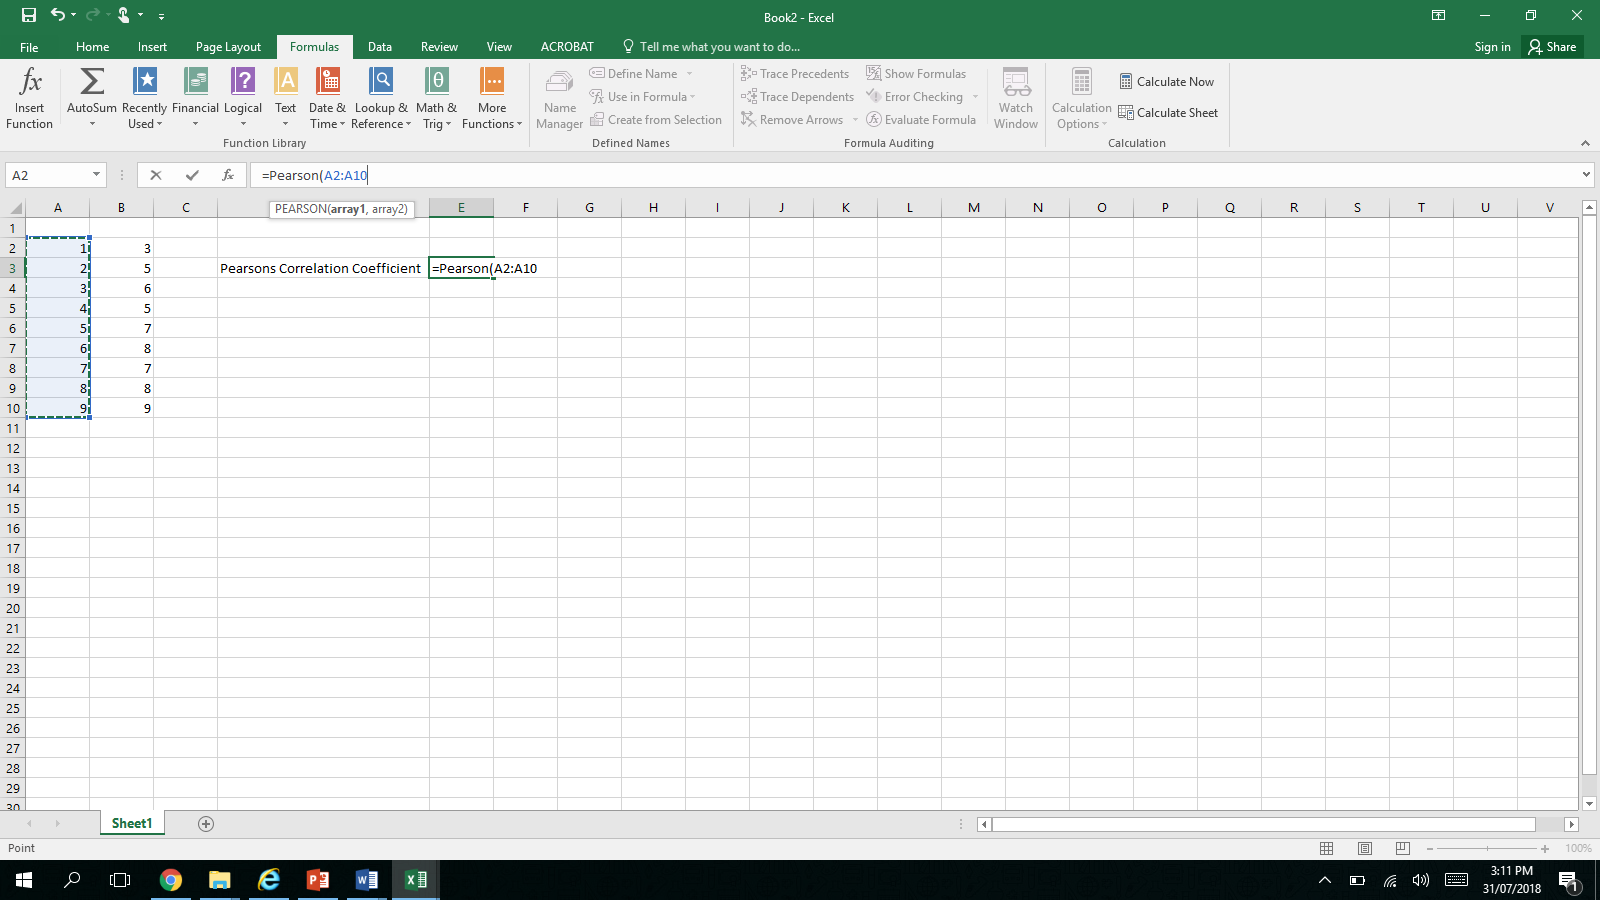 Book2 - Excel
File Home Insert Page Layout Formulas Data Review View ACROBAT Tell me what you want to do... Sign in Share
Insert Function
AutoSum
Recently Used
Financial
Logical
Text
Date & Time
Lookup & Reference
Math & Trig
More Functions
Function Library
Name Manager
Define Name
Use in Formula
Create from Selection
Defined Names
Trace Precedents
Trace Dependents
Remove Arrows
Show Formulas
Error Checking
Evaluate Formula
Formula Auditing
Watch Window
Calculation Options
Calculate Now
Calculate Sheet
Calculation
A2 fx =Pearson(A2:A10
PEARSON(array1, array2)
A B C E F G H I J K L M N O P Q R S T U V
1
2 1 3
3 2 5 Pearsons Correlation Coefficient =Pearson(A2:A10
4 3 6
5 4 5
6 5 7
7 6 8
8 7 7
9 8 8
10 9 9
11
12
13
14
15
16
17
18
19
20
21
22
23
24
25
26
27
28
29
30
Sheet1
Point 100%
3:11 PM
31/07/2018
1